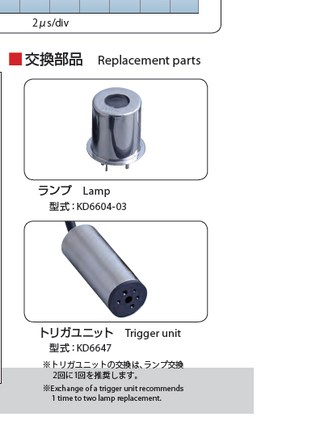 2μs/div
交換部品 Replacement parts
ランプ Lamp
型式：KD6604-03
トリガユニット Trigger unit
型式：KD6647
※トリガユニットの交換は、ランプ交換
2回に1回を推奨します。
※Exchange of a trigger unit recommends
1 time to two lamp replacement.